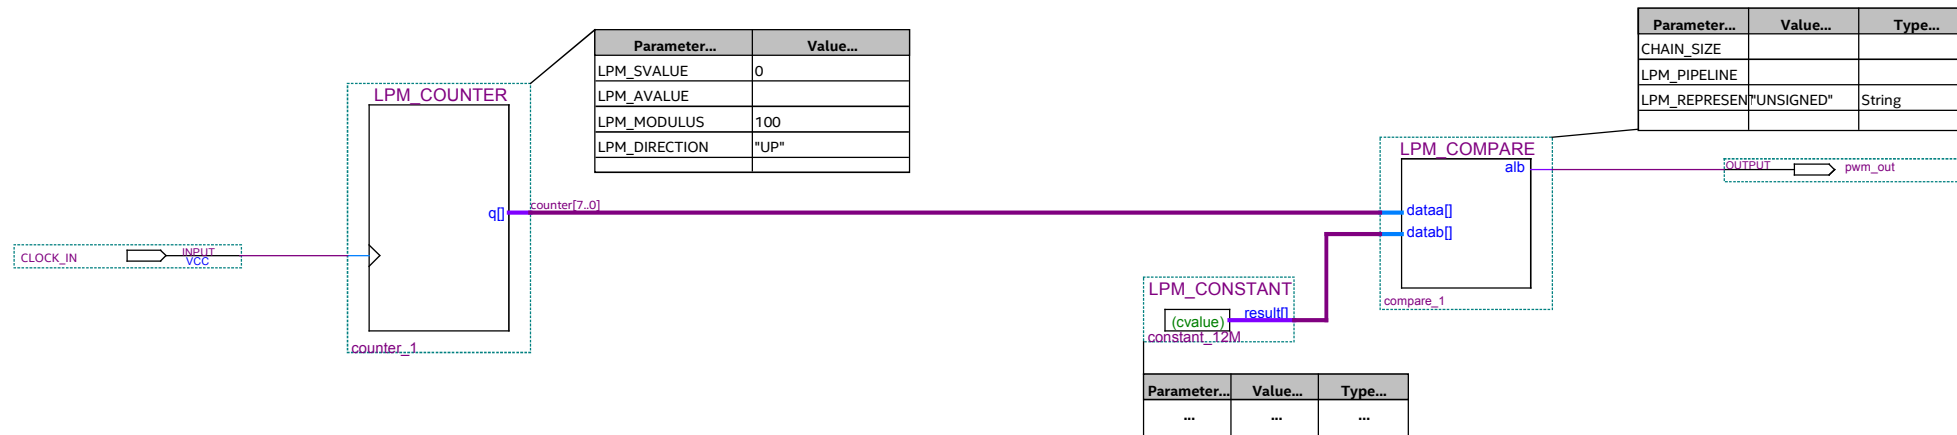 Parameter... Value...
LPM_SVALUE 0
LPM_AVALUE
LPM_MODULUS 100
LPM_DIRECTION "UP"
LPM_COUNTER
q[]
counter[7..0]
CLOCK_IN INPUT
VCC
counter_1
Parameter... Value... Type...
CHAIN_SIZE
LPM_PIPELINE
LPM_REPRESENT "UNSIGNED" String
LPM_COMPARE
alb
dataa[]
datab[]
compare_1
OUTPUT pwm_out
LPM_CONSTANT
(cvalue) result[]
constant_12M
Parameter... Value... Type...
... ... ...